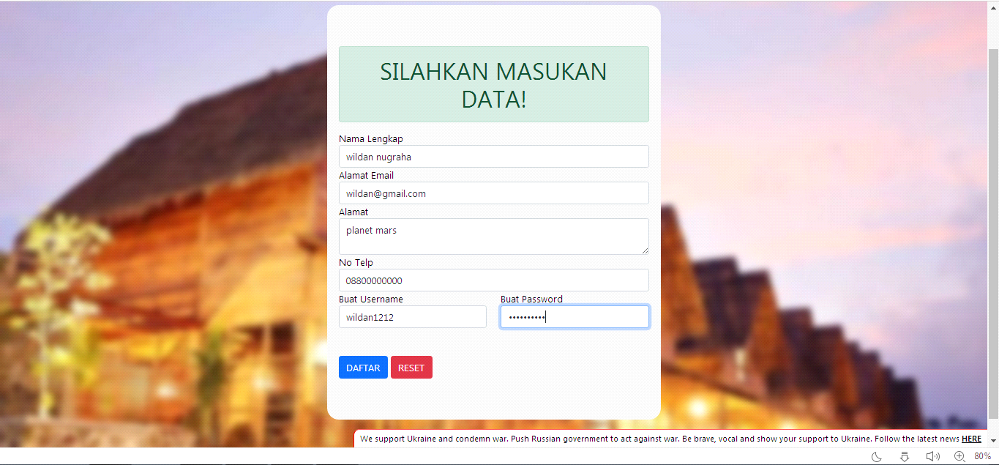 SILAHKAN MASUKAN
DATA!
Nama Lengkap
wildan nugraha
Alamat Email
wildan@gmail.com
Alamat
planet mars
No Telp
08800000000
Buat Username
Buat Password
wildan1212
••••••••••
DAFTAR
RESET
We support Ukraine and condemn war. Push Russian government to act against war. Be brave, vocal and show your support to Ukraine. Follow the latest news HERE
80%